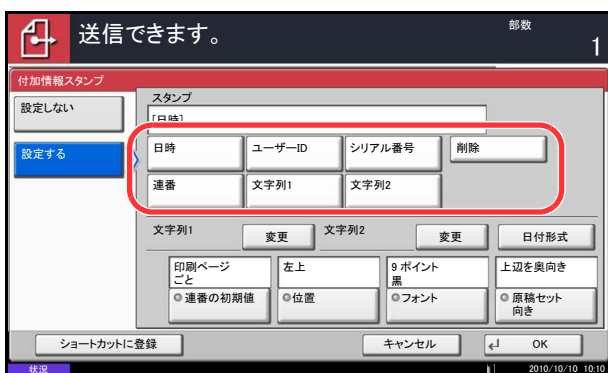 送信できます。
部数
1
付加情報スタンプ
設定しない
設定する
スタンプ
[日時]
日時
ユーザーID
シリアル番号
削除
連番
文字列1
文字列2
文字列1
変更
文字列2
変更
日付形式
印刷ページ
ごと
左上
9 ポイント
黒
上辺を奥向き
連番の初期値
位置
フォント
原稿セット
向き
ショートカットに登録
キャンセル
OK
状況
2010/10/10 10:10